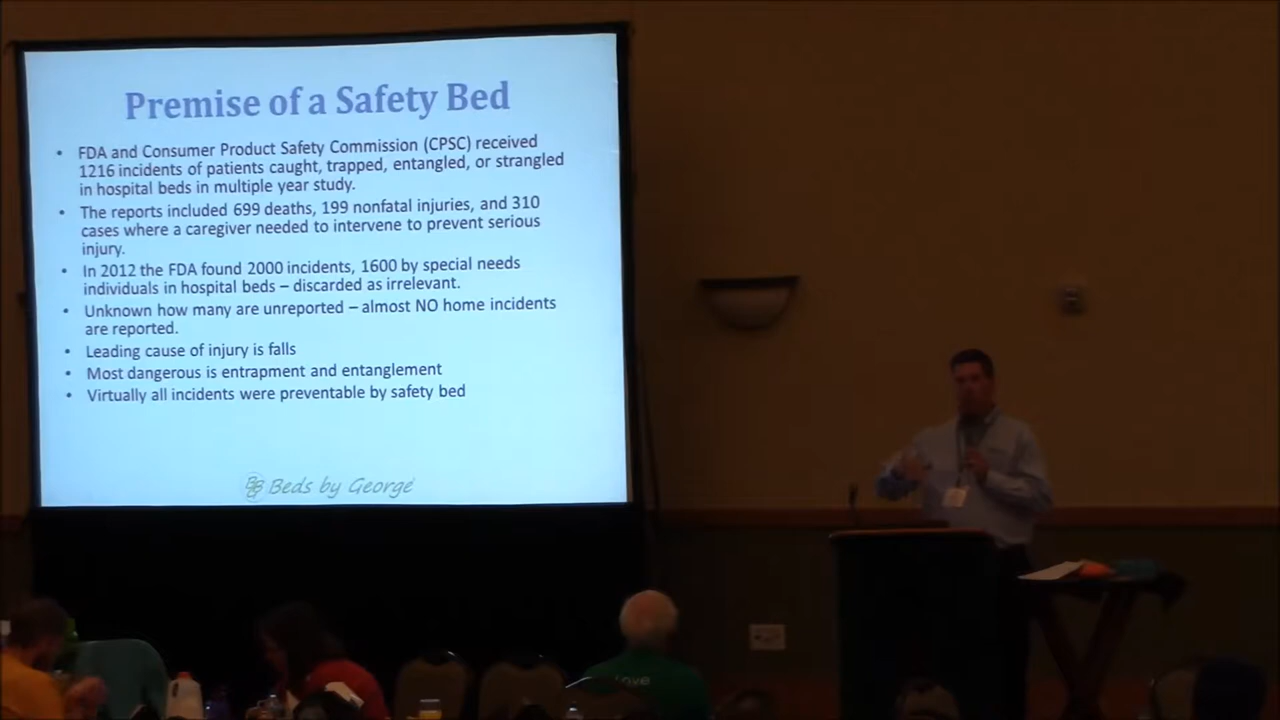 Premise of a Safety Bed
• FDA and Consumer Product Safety Commission (CPSC) received
1216 incidents of patients caught, trapped, entangled, or strangled
in hospital beds in multiple year study.
• The reports included 699 deaths, 199 nonfatal injuries, and 310
cases where a caregiver needed to intervene to prevent serious
injury.
• In 2012 the FDA found 2000 incidents, 1600 by special needs
individuals in hospital beds – discarded as irrelevant.
• Unknown how many are unreported – almost NO home incidents
are reported.
• Leading cause of injury is falls
• Most dangerous is entrapment and entanglement
• Virtually all incidents were preventable by safety bed
Beds by George